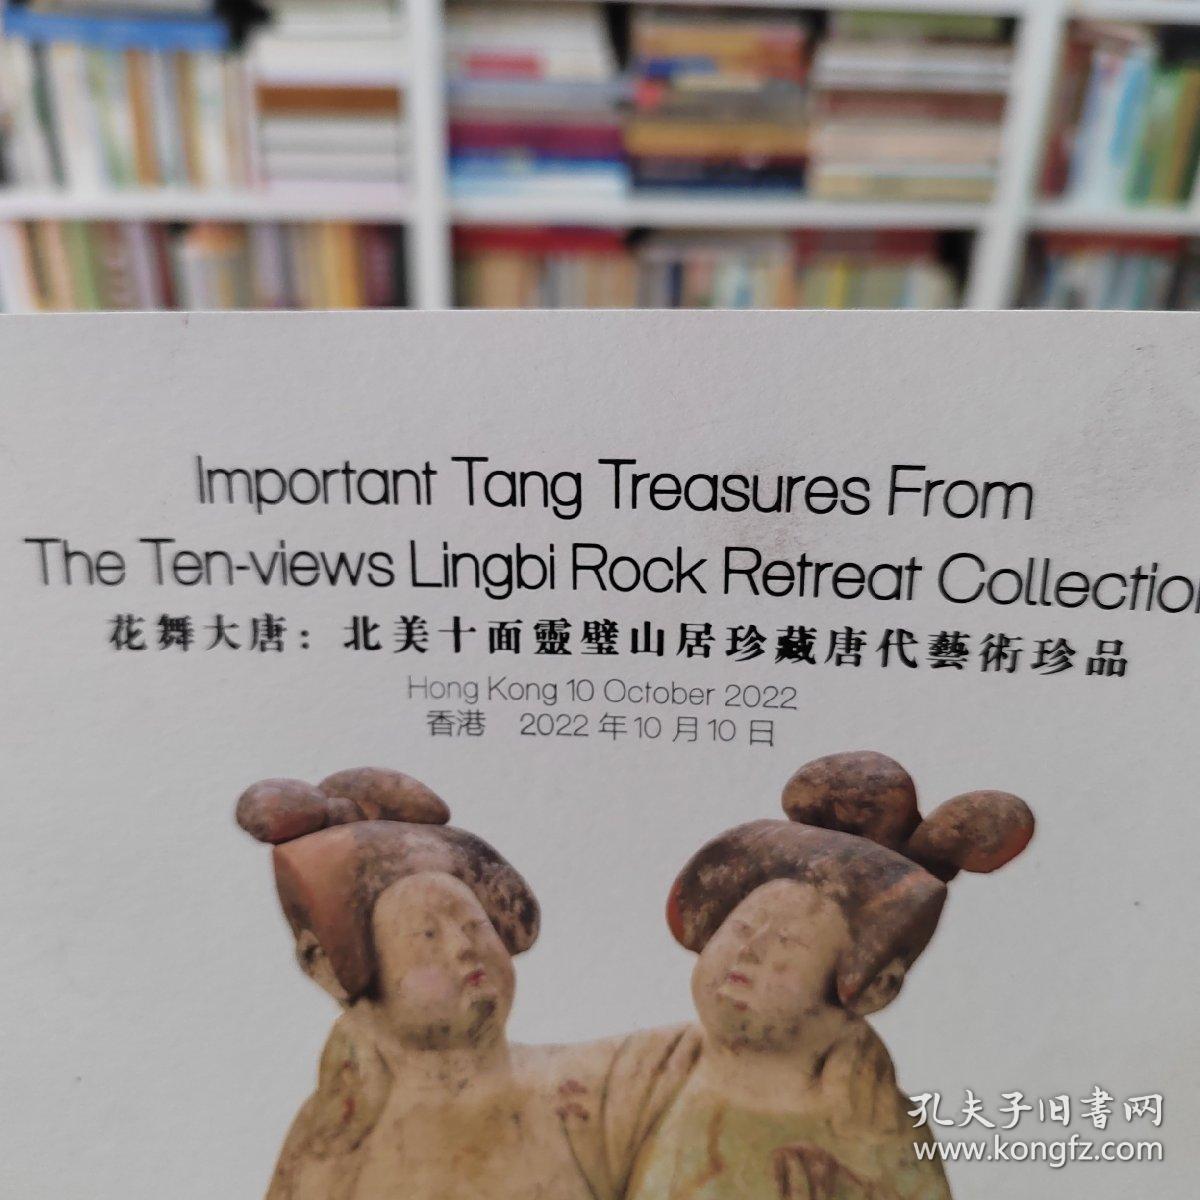 Important Tang Treasures From
The Ten-views Lingbi Rock Retreat Collection
花舞大唐：北美十面靈璧山居珍藏唐代藝術珍品
Hong Kong 10 October 2022
香港 2022年10月10日
孔夫子旧書网
www.kongfz.com